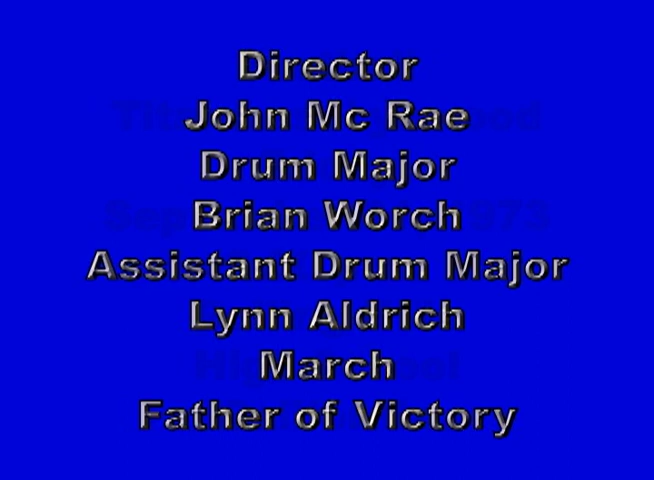 Director
John Mc Rae
Drum Major
Brian Worch
Assistant Drum Major
Lynn Aldrich
March
Father of Victory